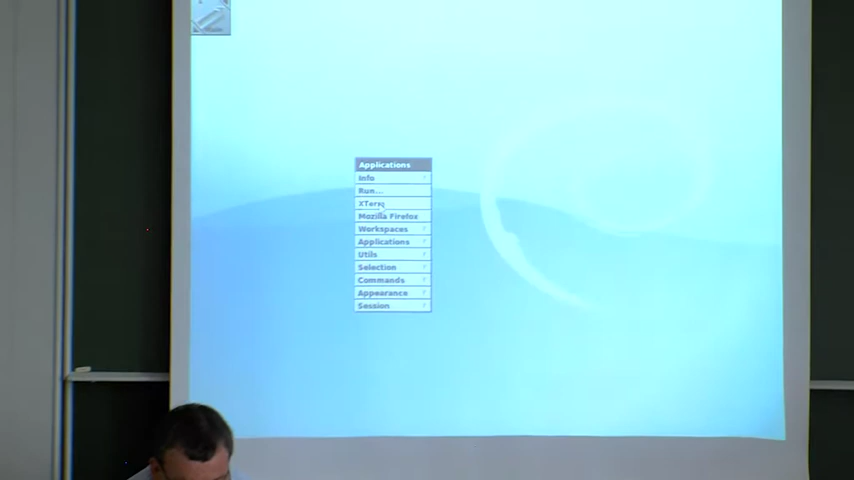 Applications
Info
Run...
XTerm
Mozilla Firefox
Workspaces
Applications
Utils
Selection
Commands
Appearance
Session